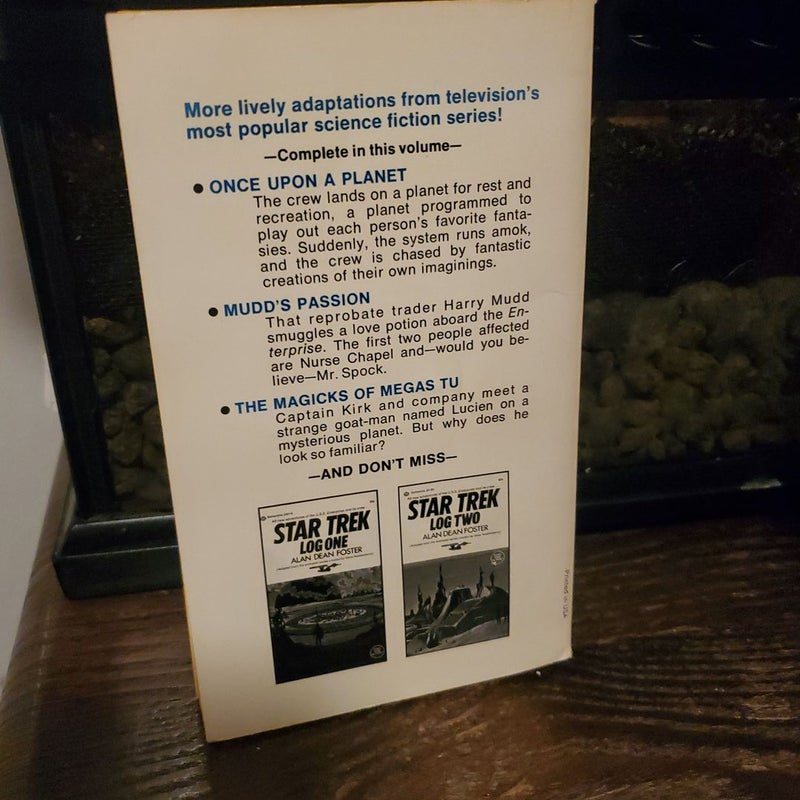 More lively adaptations from television's
most popular science fiction series!
—Complete in this volume—
● ONCE UPON A PLANET
The crew lands on a planet for rest and
recreation, a planet programmed to
play out each person's favorite fanta-
sies. Suddenly, the system runs amok,
and the crew is chased by fantastic
creations of their own imaginings.
● MUDD'S PASSION
That reprobate trader Harry Mudd
smuggles a love potion aboard the En-
terprise. The first two people affected
are Nurse Chapel and—would you be-
lieve—Mr. Spock.
● THE MAGICKS OF MEGAS TU
Captain Kirk and company meet a
strange goat-man named Lucien on a
mysterious planet. But why does he
look so familiar?
—AND DON'T MISS—
STAR TREK
LOG ONE
ALAN DEAN FOSTER
STAR TREK
LOG TWO
ALAN DEAN FOSTER
Printed in USA